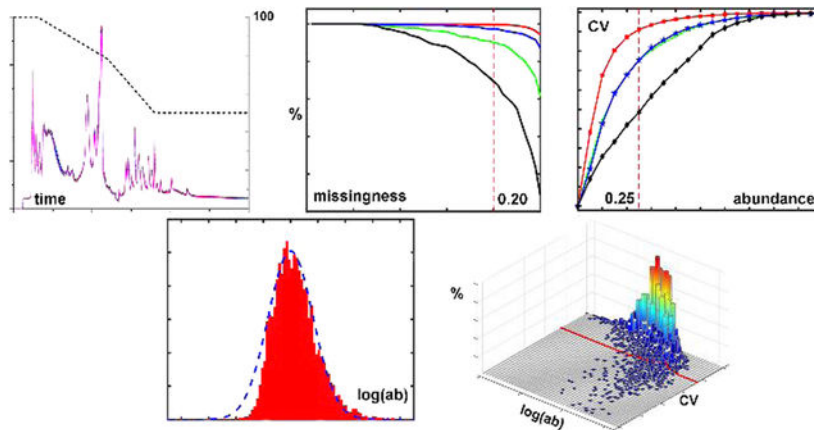 100
time
%
missingness
0.20
CV
0.25
abundance
log(ab)
%
log(ab)
CV